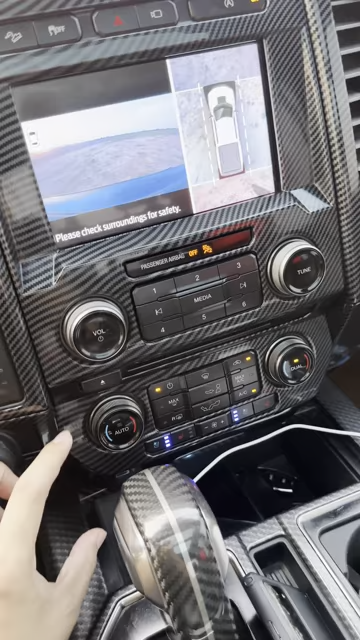 OFF
Please check surroundings for safety.
PASSENGER AIRBAG OFF
1 2 3
MEDIA
4 5 6
VOL
TUNE
MAX
A/C
R
AUTO
DUAL